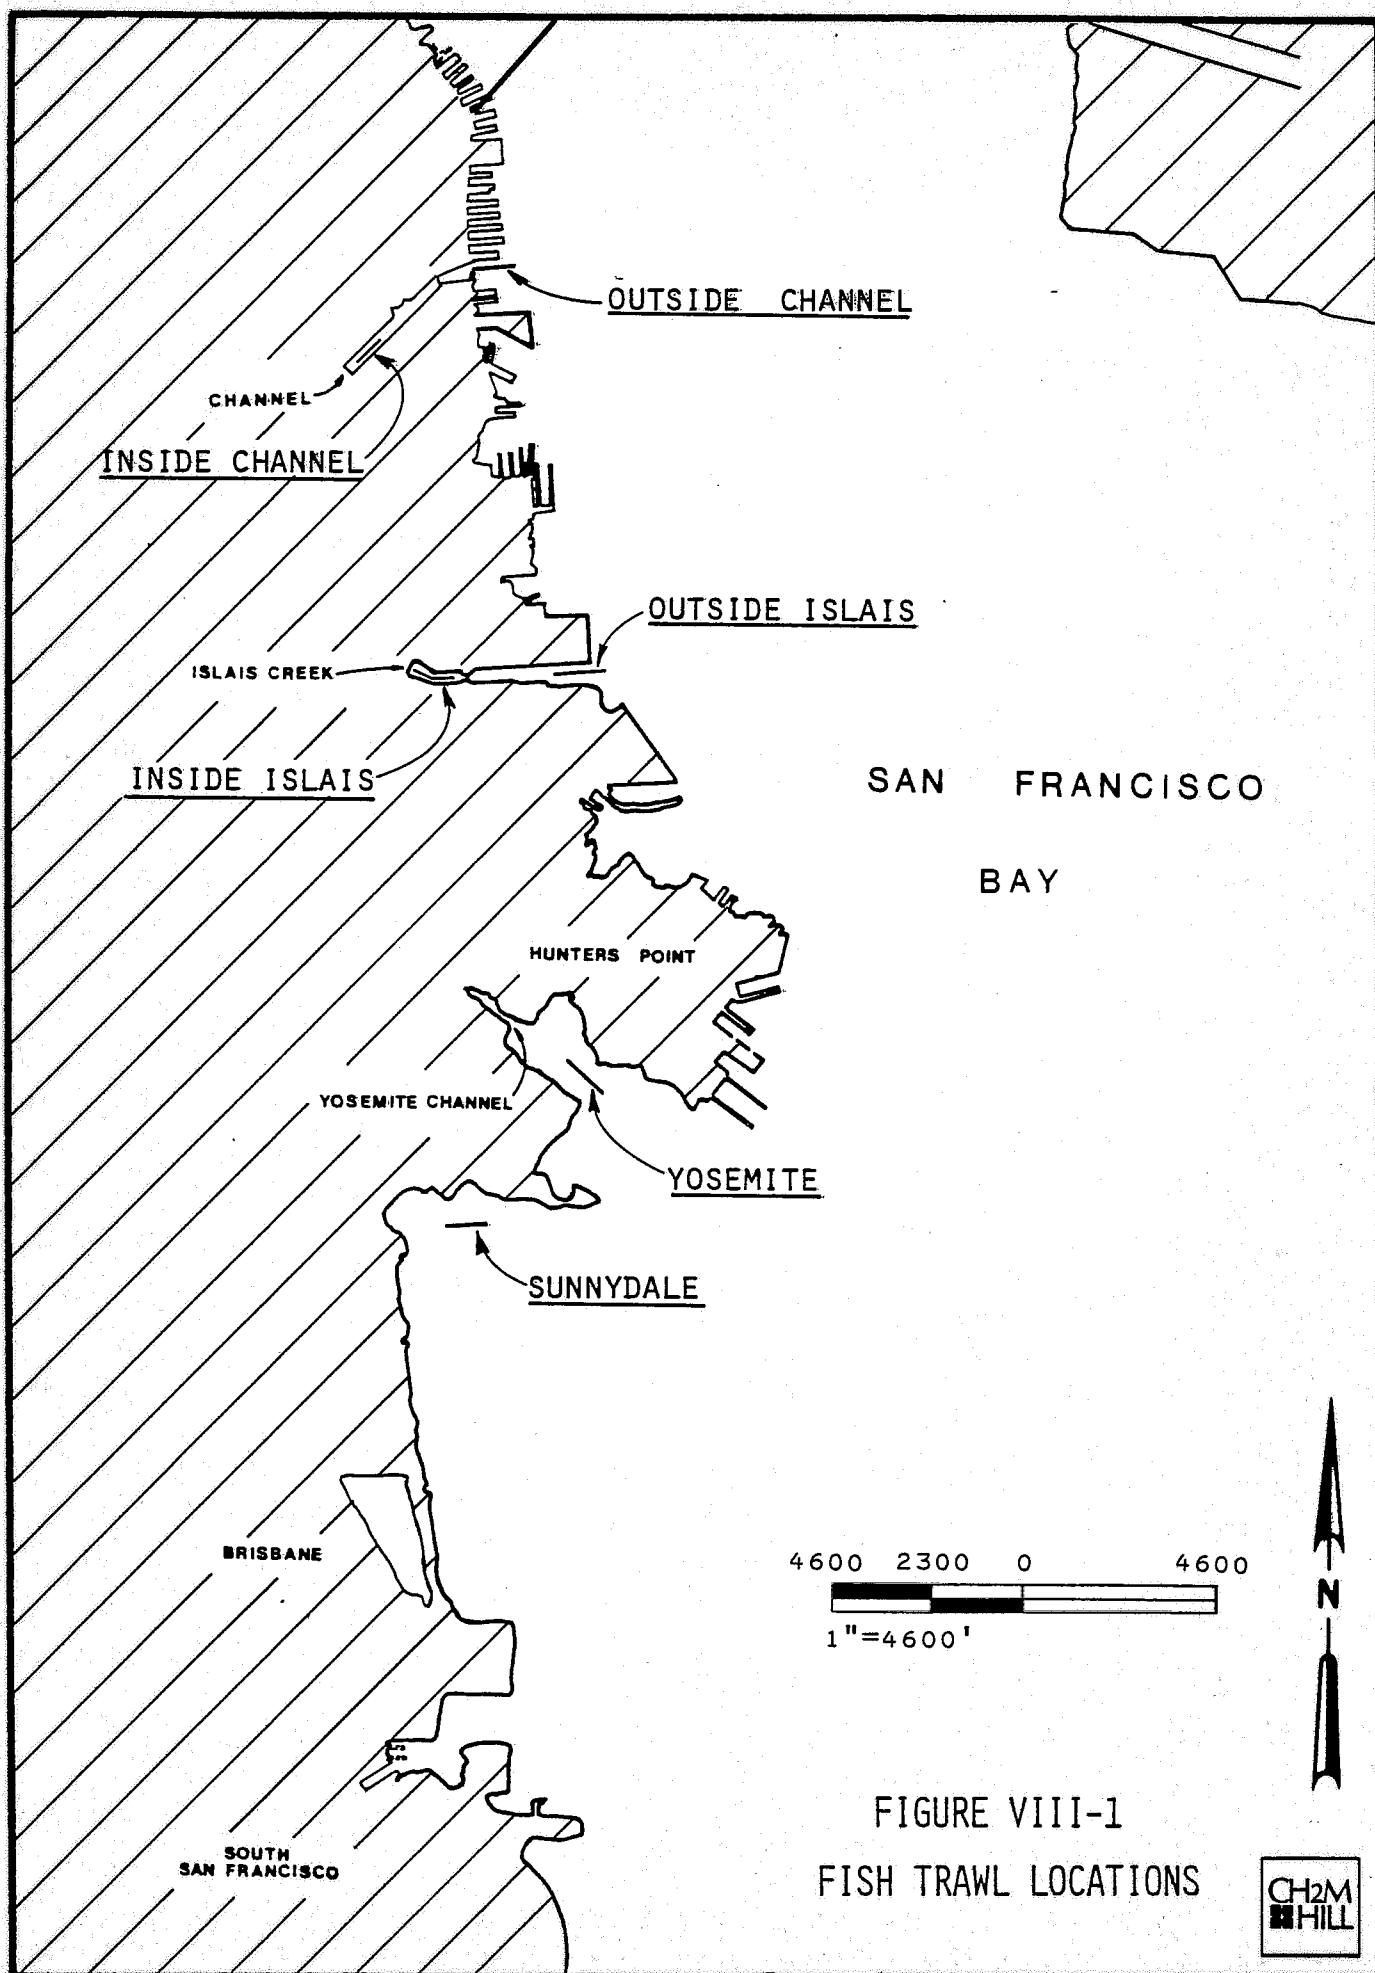 OUTSIDE CHANNEL
CHANNEL
INSIDE CHANNEL
OUTSIDE ISLAIS
ISLAIS CREEK
INSIDE ISLAIS
SAN FRANCISCO
BAY
HUNTERS POINT
YOSEMITE CHANNEL
YOSEMITE
SUNNYDALE
BRISBANE
4600 2300 0 4600
1"=4600'
N
FIGURE VIII-1
FISH TRAWL LOCATIONS
SOUTH
SAN FRANCISCO
CH2M
HILL